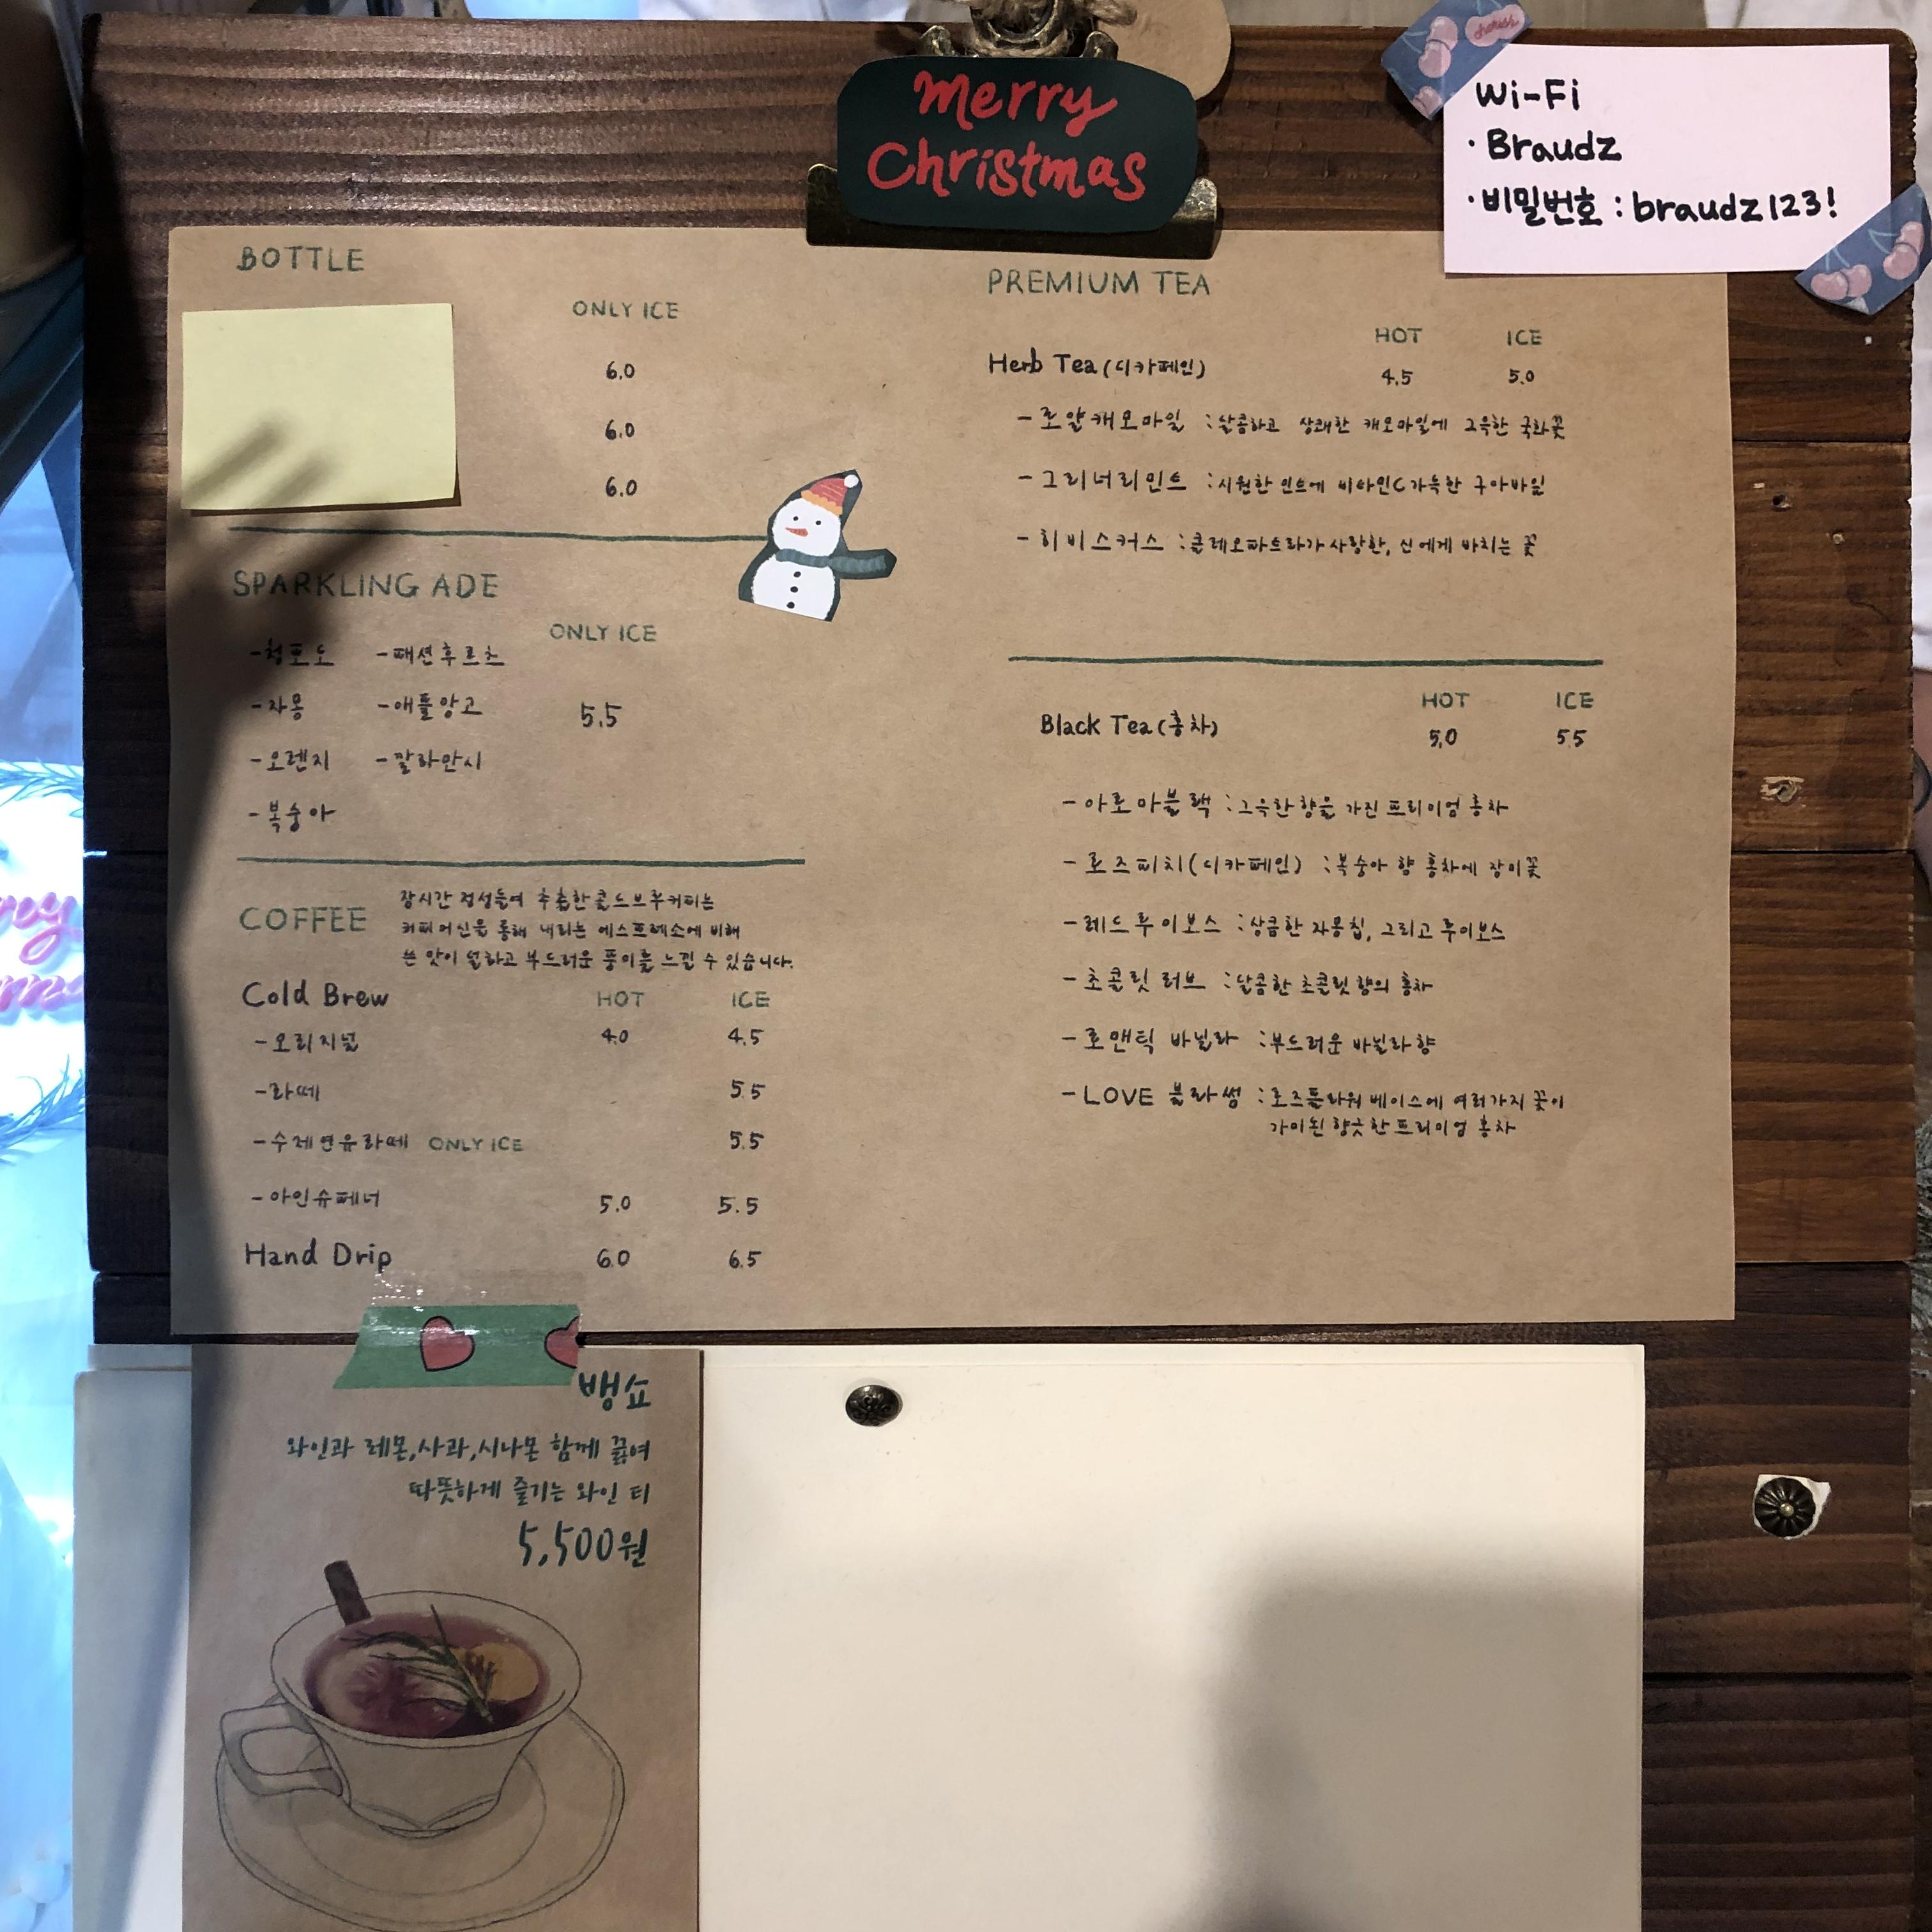 cherish
Merry
Christmas
Wi-Fi
· Braudz
· 비밀번호 : braudz123!
BOTTLE
ONLY ICE
6.0
6.0
6.0
SPARKLING ADE
ONLY ICE
-청포도 -패션후르츠
-자몽 -애플망고 5.5
-오렌지 -깔라만시
-복숭아
COFFEE
장시간 정성들여 추출한 콜드브루커피는
커피머신을 통해 내리는 에스프레소에 비해
쓴 맛이 덜하고 부드러운 풍미를 느낄 수 있습니다.
Cold Brew HOT ICE
-오리지널 4.0 4.5
-라떼 5.5
-수제연유라떼 ONLY ICE 5.5
-아인슈페너 5.0 5.5
Hand Drip 6.0 6.5
PREMIUM TEA
HOT ICE
Herb Tea (디카페인) 4.5 5.0
- 로얄캐모마일 : 달콤하고 상쾌한 캐모마일에 그윽한 국화꽃
- 그리너리민트 : 시원한 민트에 비타민C 가득한 구아바잎
- 히비스커스 : 클레오파트라가 사랑한, 신에게 바치는 꽃
HOT ICE
Black Tea (홍차) 5.0 5.5
- 아로마블랙 : 그윽한 향을 가진 프리미엄 홍차
- 로즈피치(디카페인) : 복숭아 향 홍차에 장미꽃
- 레드루이보스 : 상큼한 자몽칩, 그리고 루이보스
- 초콜릿 러브 : 달콤한 초콜릿향의 홍차
- 로맨틱 바닐라 : 부드러운 바닐라향
- LOVE 블라썸 : 로즈플라워 베이스에 여러가지 꽃이
가미된 향긋한 프리미엄 홍차
뱅쇼
와인과 레몬,사과,시나몬 함께 끓여
따뜻하게 즐기는 와인 티
5,500원